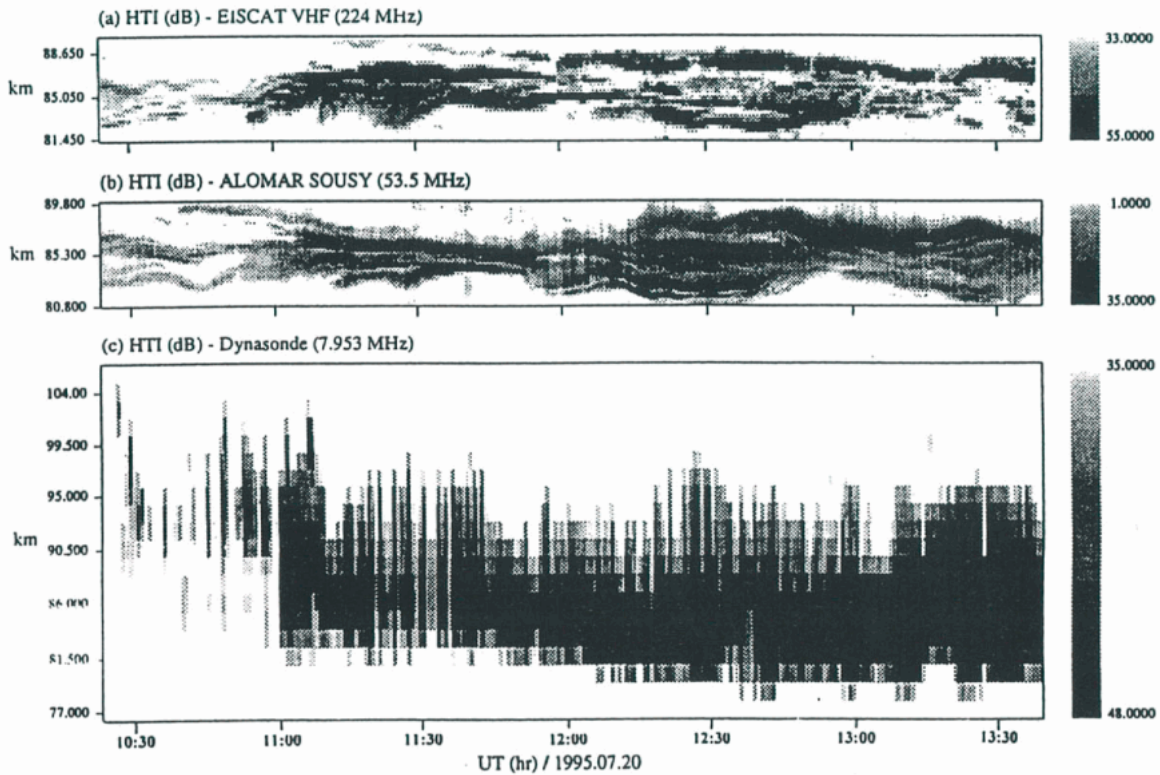 (a) HTI (dB) - EISCAT VHF (224 MHz)
88.650
km
85.050
81.450
33.0000
55.0000
(b) HTI (dB) - ALOMAR SOUSY (53.5 MHz)
89.800
km
85.300
80.800
1.0000
35.0000
(c) HTI (dB) - Dynasonde (7.953 MHz)
104.00
99.500
95.000
km
90.500
86.000
81.500
77.000
35.0000
48.0000
10:30 11:00 11:30 12:00 12:30 13:00 13:30
UT (hr) / 1995.07.20